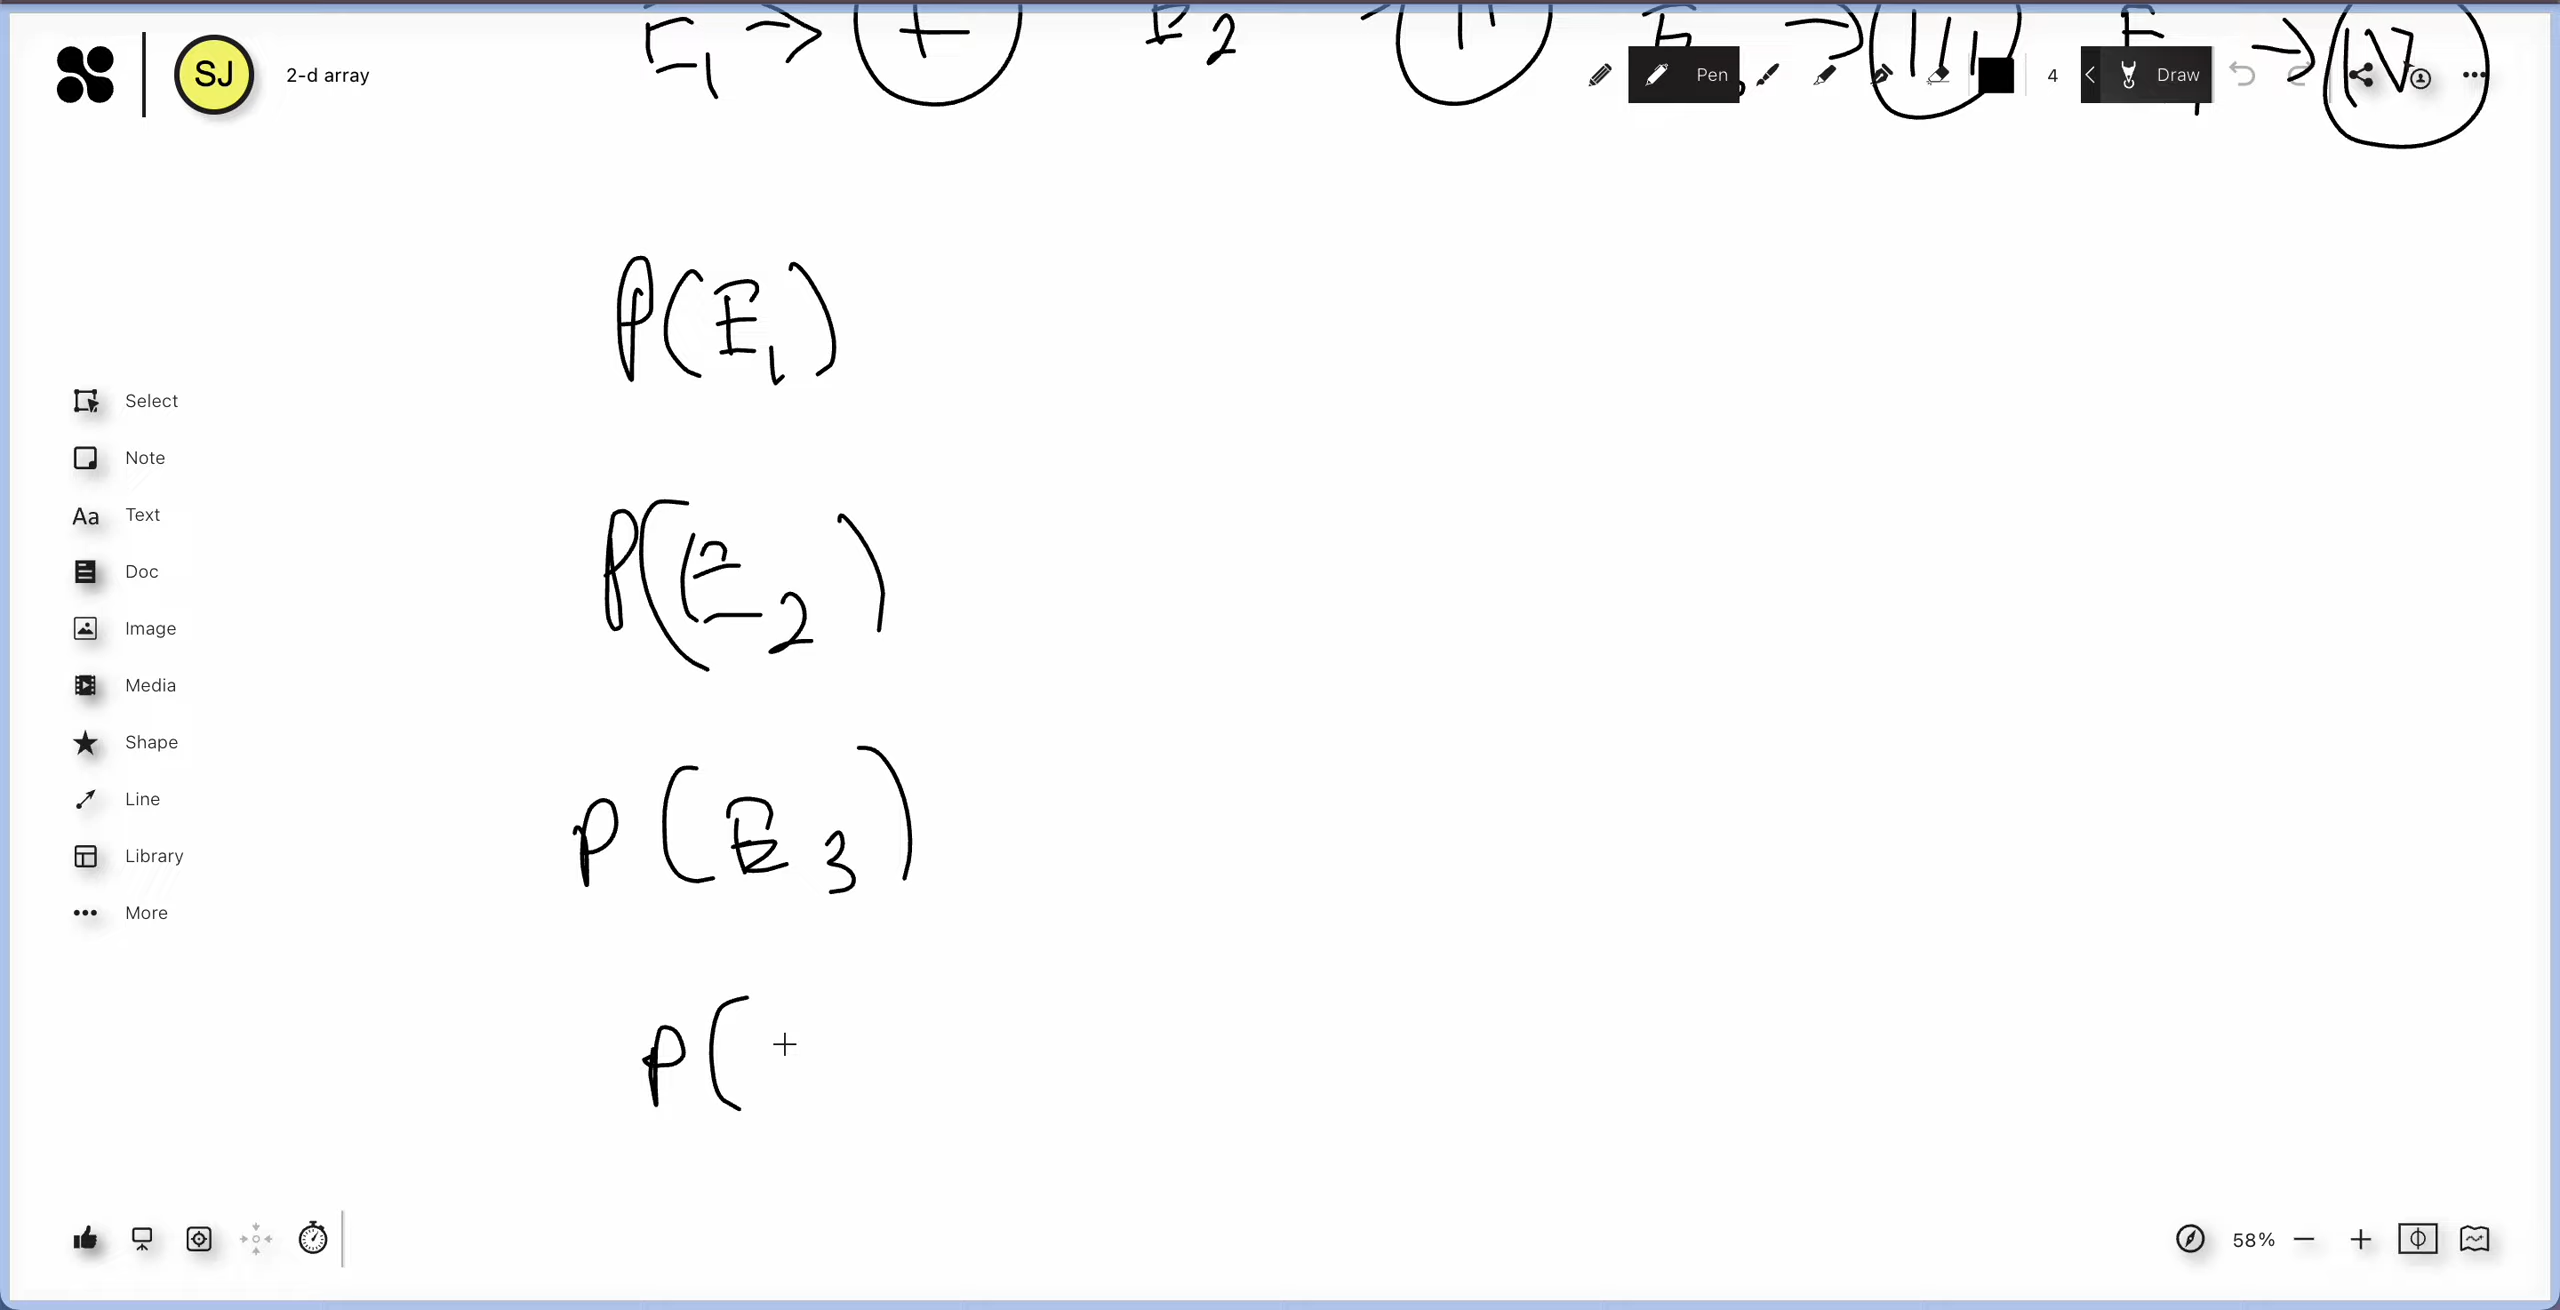 E1 → I E2 → II E → III E → IV
SJ 2-d array Pen 4 Draw
P(E1)
Select
Note
P(E2)
Text
Doc
Image
Media
Shape
Line
P(E3)
Library
More
P(
58%